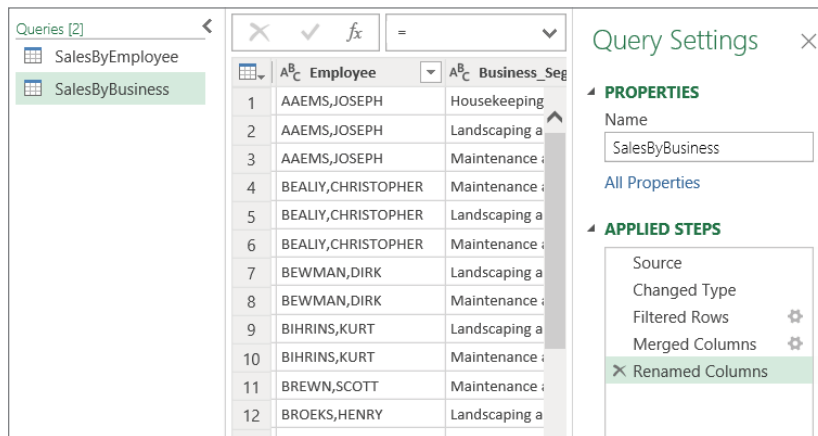 Queries [2]
SalesByEmployee
SalesByBusiness
fx =
ABC Employee ABC Business_Seg
1 AAEMS,JOSEPH Housekeeping
2 AAEMS,JOSEPH Landscaping a
3 AAEMS,JOSEPH Maintenance a
4 BEALIY,CHRISTOPHER Maintenance a
5 BEALIY,CHRISTOPHER Landscaping a
6 BEALIY,CHRISTOPHER Maintenance a
7 BEWMAN,DIRK Landscaping a
8 BEWMAN,DIRK Maintenance a
9 BIHRINS,KURT Landscaping a
10 BIHRINS,KURT Maintenance a
11 BREWN,SCOTT Maintenance a
12 BROEKS,HENRY Landscaping a
Query Settings
PROPERTIES
Name
SalesByBusiness
All Properties
APPLIED STEPS
Source
Changed Type
Filtered Rows
Merged Columns
Renamed Columns